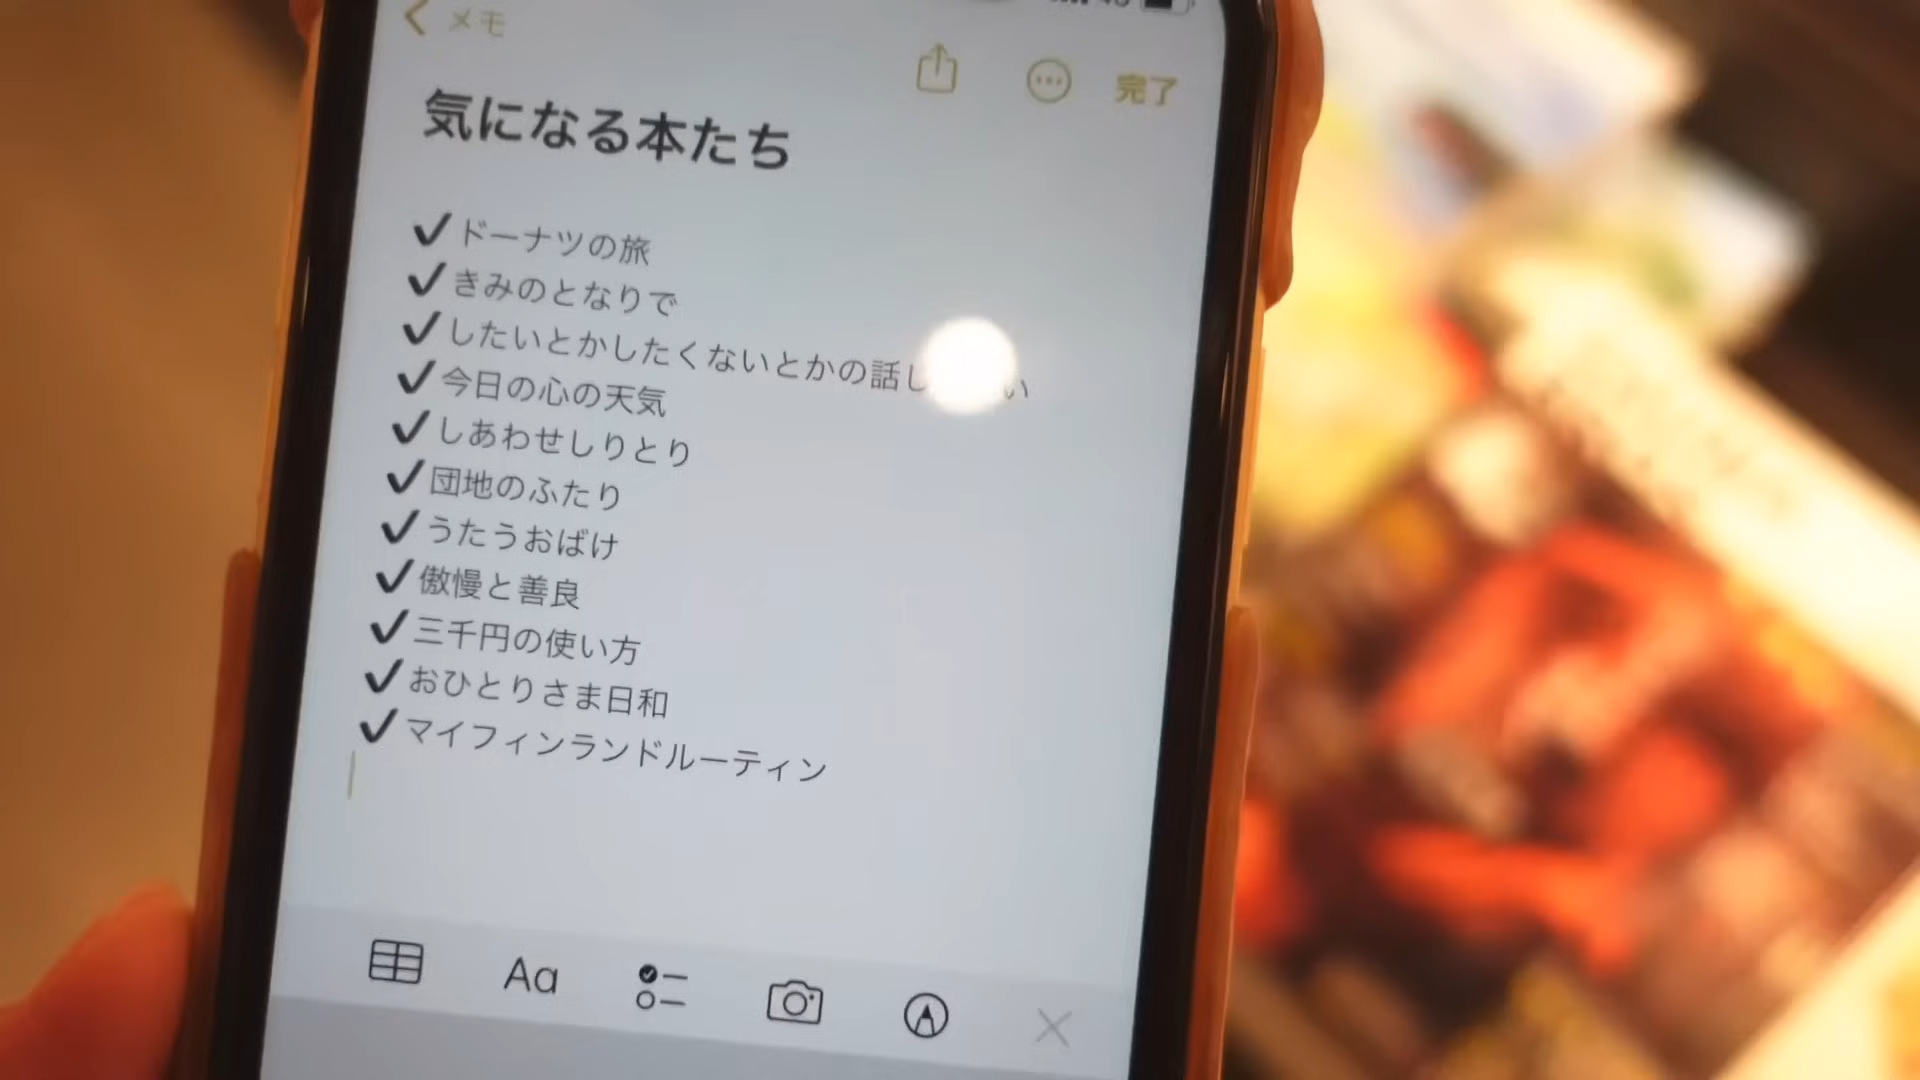 メモ
完了
気になる本たち
✔ドーナツの旅
✔きみのとなりで
✔したいとかしたくないとかの話し い
✔今日の心の天気
✔しあわせしりとり
✔団地のふたり
✔うたうおばけ
✔傲慢と善良
✔三千円の使い方
✔おひとりさま日和
✔マイフィンランドルーティン
Aa